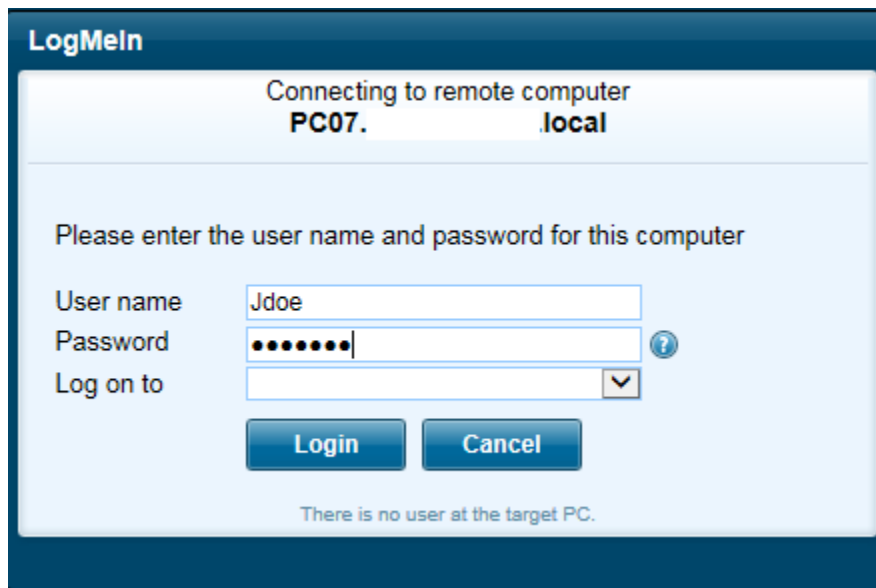 LogMeIn
Connecting to remote computer
PC07. .local
Please enter the user name and password for this computer
User name Jdoe
Password •••••••
Log on to
Login Cancel
There is no user at the target PC.